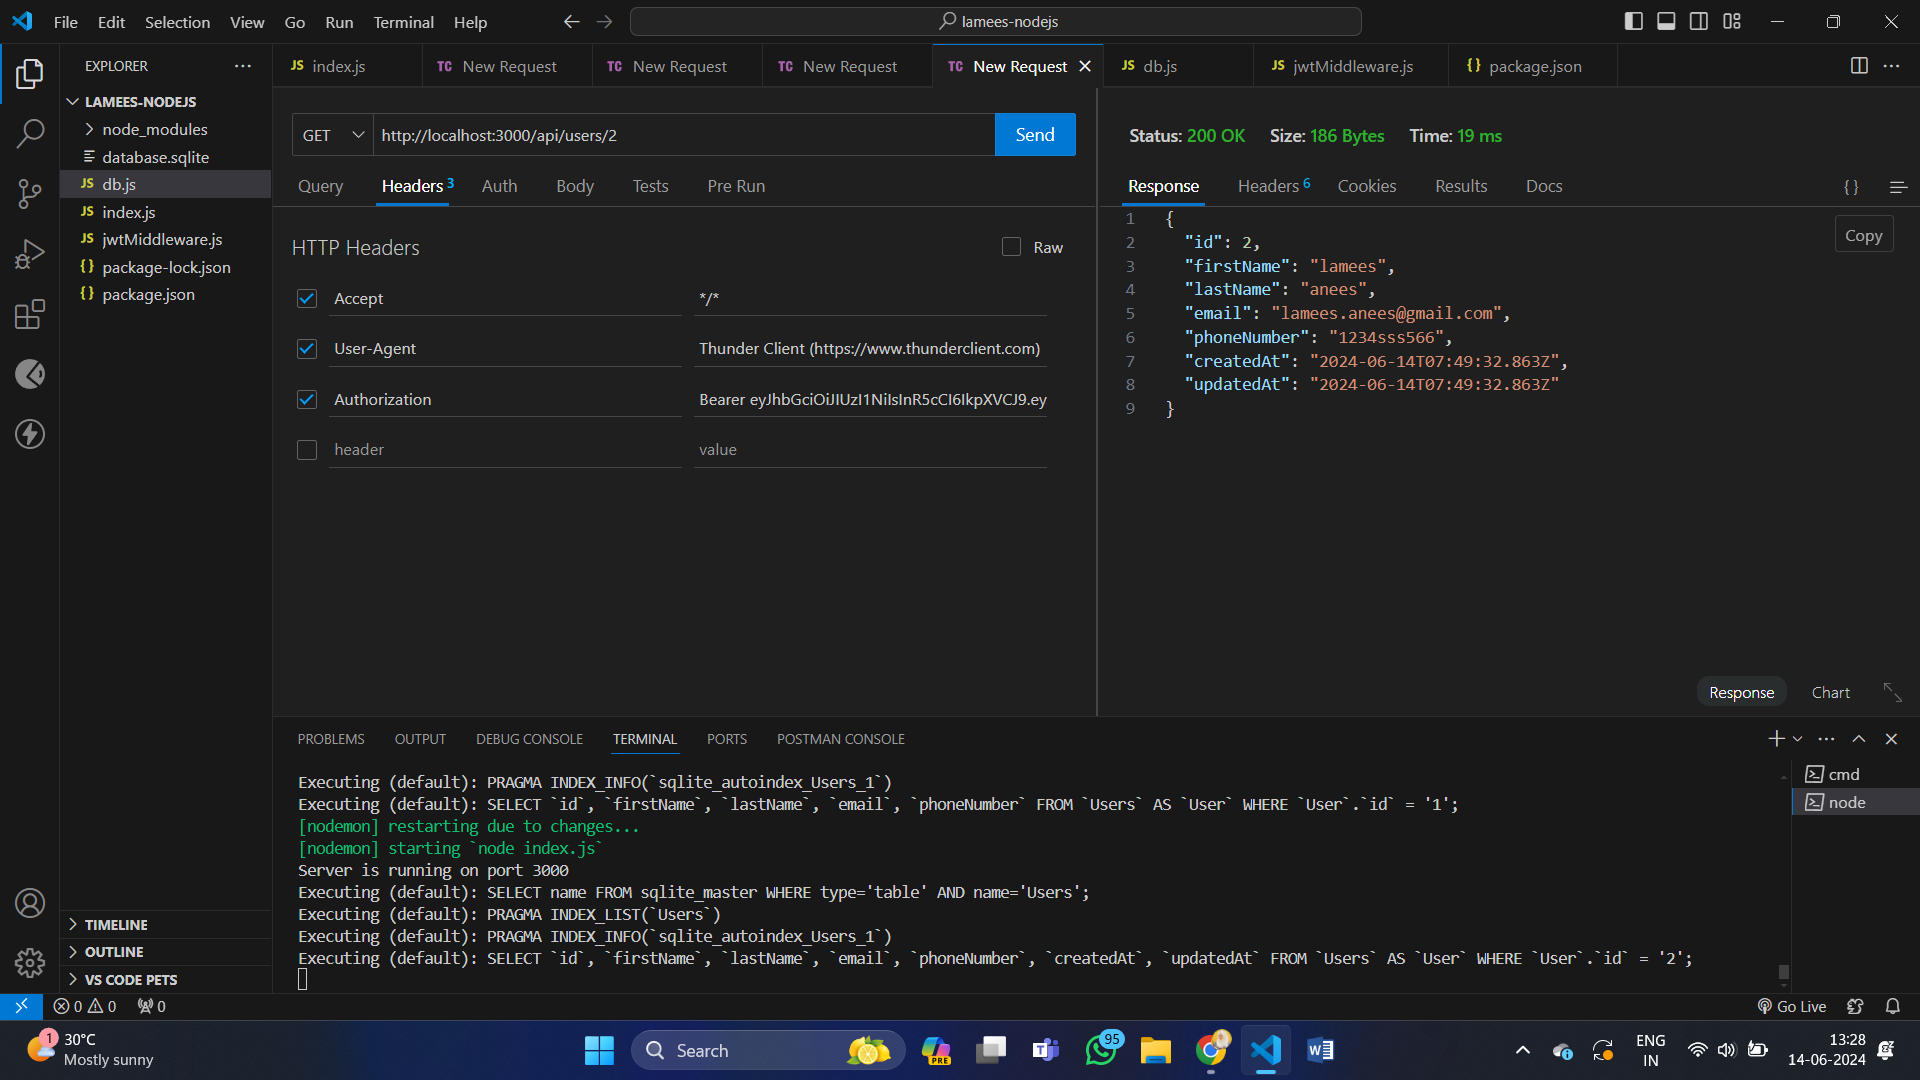 File Edit Selection View Go Run Terminal Help
lamees-nodejs
EXPLORER
index.js
TC New Request
TC New Request
TC New Request
TC New Request
JS db.js
JS jwtMiddleware.js
{} package.json
LAMEES-NODEJS
node_modules
database.sqlite
JS db.js
JS index.js
JS jwtMiddleware.js
{} package-lock.json
{} package.json
TIMELINE
OUTLINE
VS CODE PETS
GET http://localhost:3000/api/users/2 Send
Query Headers 3 Auth Body Tests Pre Run
HTTP Headers Raw
Accept */*
User-Agent Thunder Client (https://www.thunderclient.com)
Authorization Bearer eyJhbGciOiJIUzI1NiIsInR5cCI6IkpXVCJ9.ey
header value
Status: 200 OK Size: 186 Bytes Time: 19 ms
Response Headers 6 Cookies Results Docs { }
Copy
1 {
2 "id": 2,
3 "firstName": "lamees",
4 "lastName": "anees",
5 "email": "lamees.anees@gmail.com",
6 "phoneNumber": "1234sss566",
7 "createdAt": "2024-06-14T07:49:32.863Z",
8 "updatedAt": "2024-06-14T07:49:32.863Z"
9 }
Response Chart
PROBLEMS OUTPUT DEBUG CONSOLE TERMINAL PORTS POSTMAN CONSOLE
Executing (default): PRAGMA INDEX_INFO(`sqlite_autoindex_Users_1`)
Executing (default): SELECT `id`, `firstName`, `lastName`, `email`, `phoneNumber` FROM `Users` AS `User` WHERE `User`.`id` = '1';
[nodemon] restarting due to changes...
[nodemon] starting `node index.js`
Server is running on port 3000
Executing (default): SELECT name FROM sqlite_master WHERE type='table' AND name='Users';
Executing (default): PRAGMA INDEX_LIST(`Users`)
Executing (default): PRAGMA INDEX_INFO(`sqlite_autoindex_Users_1`)
Executing (default): SELECT `id`, `firstName`, `lastName`, `email`, `phoneNumber`, `createdAt`, `updatedAt` FROM `Users` AS `User` WHERE `User`.`id` = '2';
cmd
node
0 0 0
Go Live
1 30°C
Mostly sunny
Search
PRE
95
ENG
IN
13:28
14-06-2024